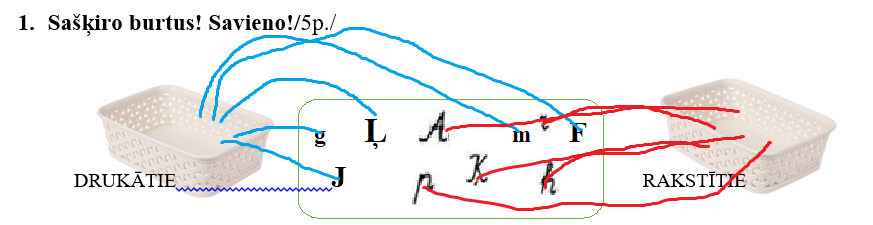 1. Sašķiro burtus! Savieno!/5p./
g Ļ A m r F
DRUKĀTIE J p K h RAKSTĪTIE